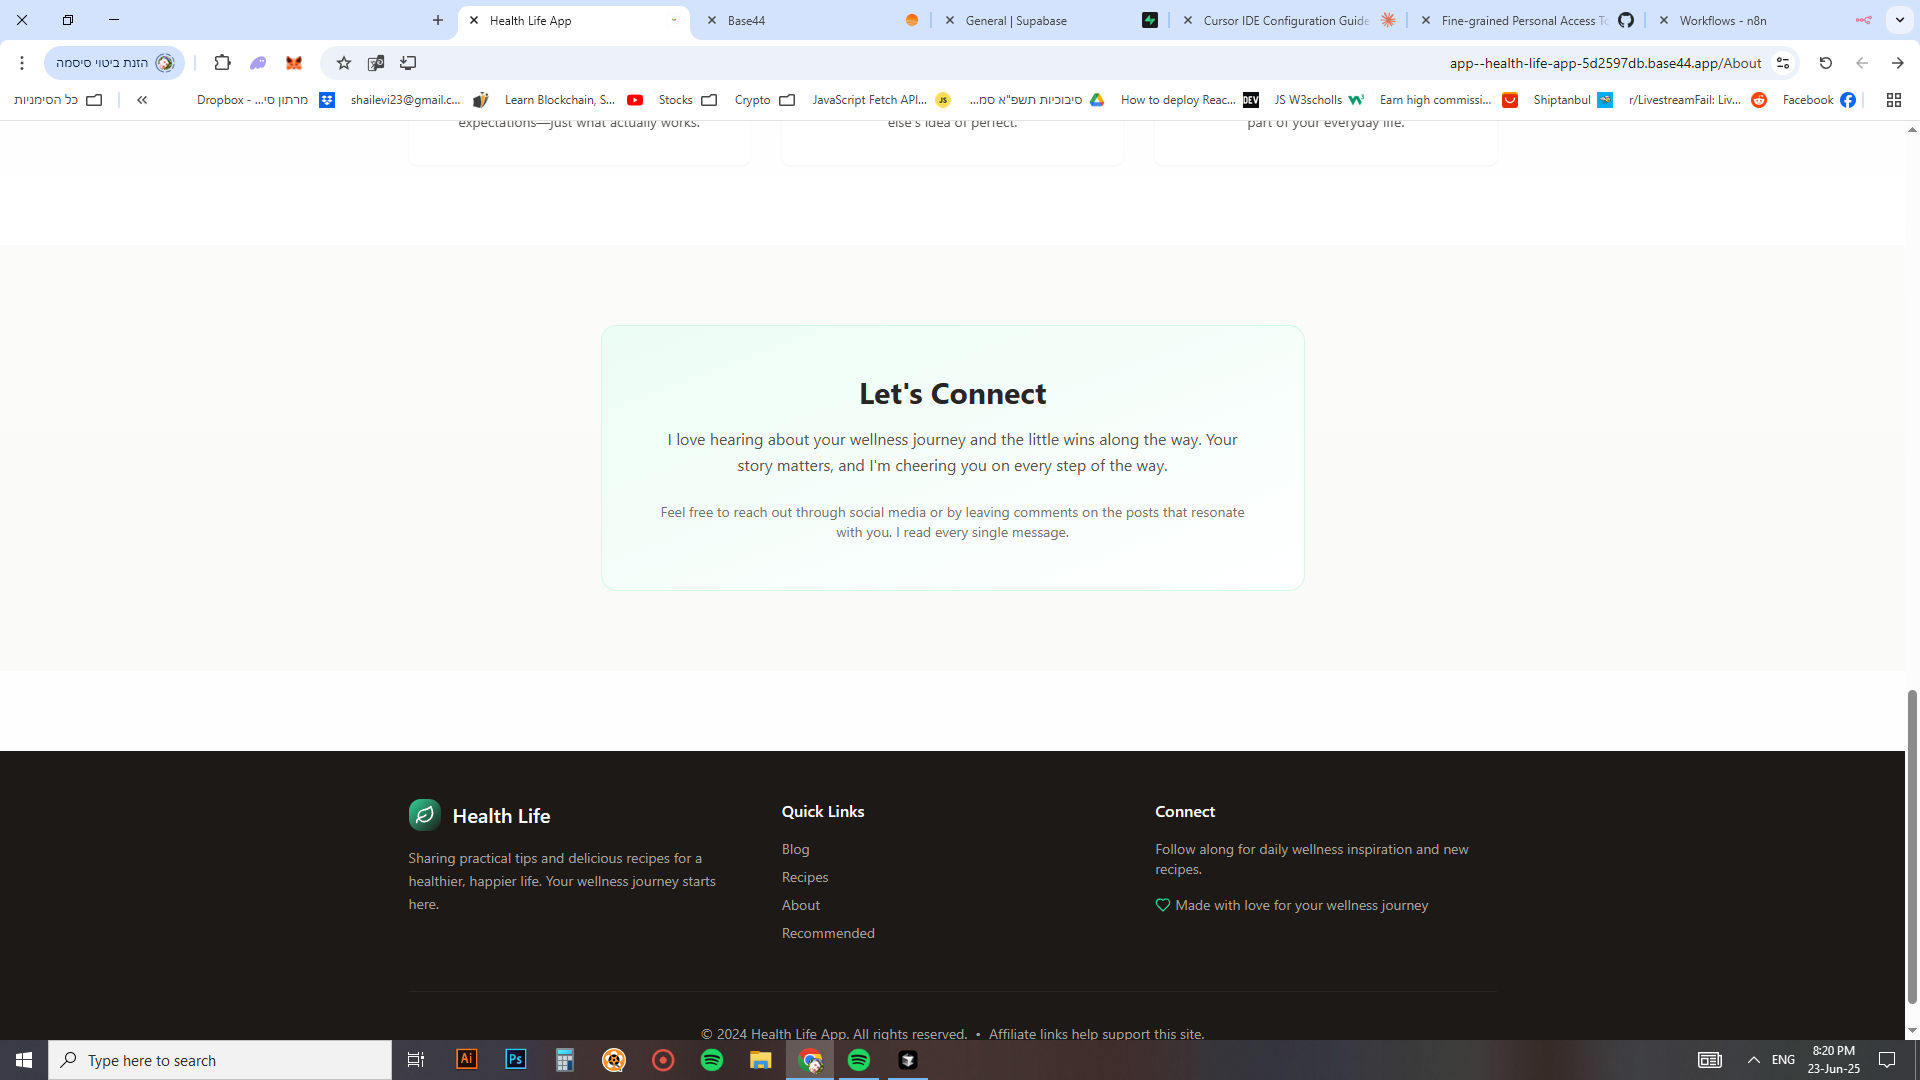 Health Life App
Base44
General | Supabase
Cursor IDE Configuration Guide
Fine-grained Personal Access To
Workflows - n8n
הזנת ביטוי סיסמה
app--health-life-app-5d2597db.base44.app/About
כל הסימניות
Dropbox - ...מרתון סי
shailevi23@gmail.c...
Learn Blockchain, S...
Stocks
Crypto
JavaScript Fetch API...
סיבוכיות תשפ"א סמ...
How to deploy Reac...
JS W3scholls
Earn high commissi...
Shiptanbul
r/LivestreamFail: Liv...
Facebook
expectations—just what actually works.
else's idea of perfect.
part of your everyday life.
Let's Connect
I love hearing about your wellness journey and the little wins along the way. Your
story matters, and I'm cheering you on every step of the way.
Feel free to reach out through social media or by leaving comments on the posts that resonate
with you. I read every single message.
Health Life
Sharing practical tips and delicious recipes for a
healthier, happier life. Your wellness journey starts
here.
Quick Links
Blog
Recipes
About
Recommended
Connect
Follow along for daily wellness inspiration and new
recipes.
Made with love for your wellness journey
© 2024 Health Life App. All rights reserved. • Affiliate links help support this site.
Type here to search
Ai
Ps
ENG
8:20 PM
23-Jun-25